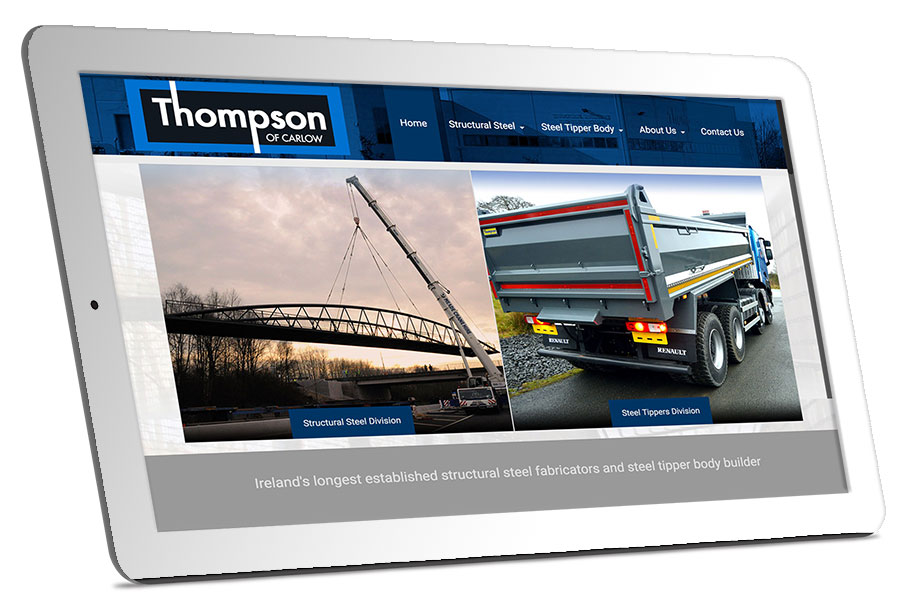 Thompson
OF CARLOW
Home
Structural Steel
Steel Tipper Body
About Us
Contact Us
RENAULT
RENAULT
Structural Steel Division
Steel Tippers Division
Ireland's longest established structural steel fabricators and steel tipper body builder